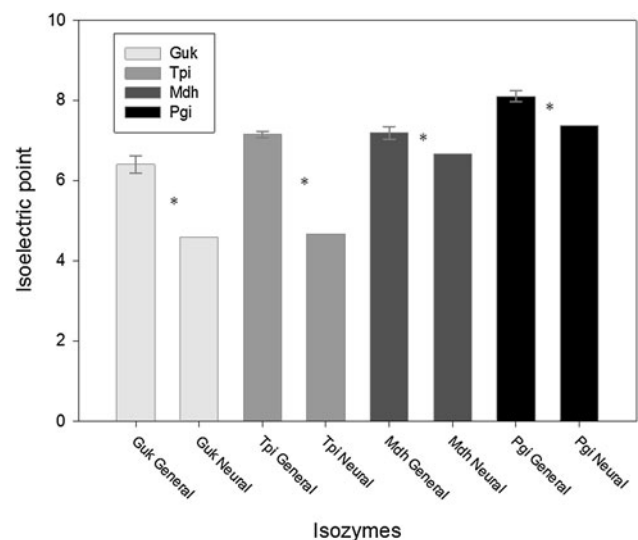 10
8
6
4
2
0
Isoelectric point
Guk
Tpi
Mdh
Pgi
*
*
*
*
Guk General
Guk Neural
Tpi General
Tpi Neural
Mdh General
Mdh Neural
Pgi General
Pgi Neural
Isozymes